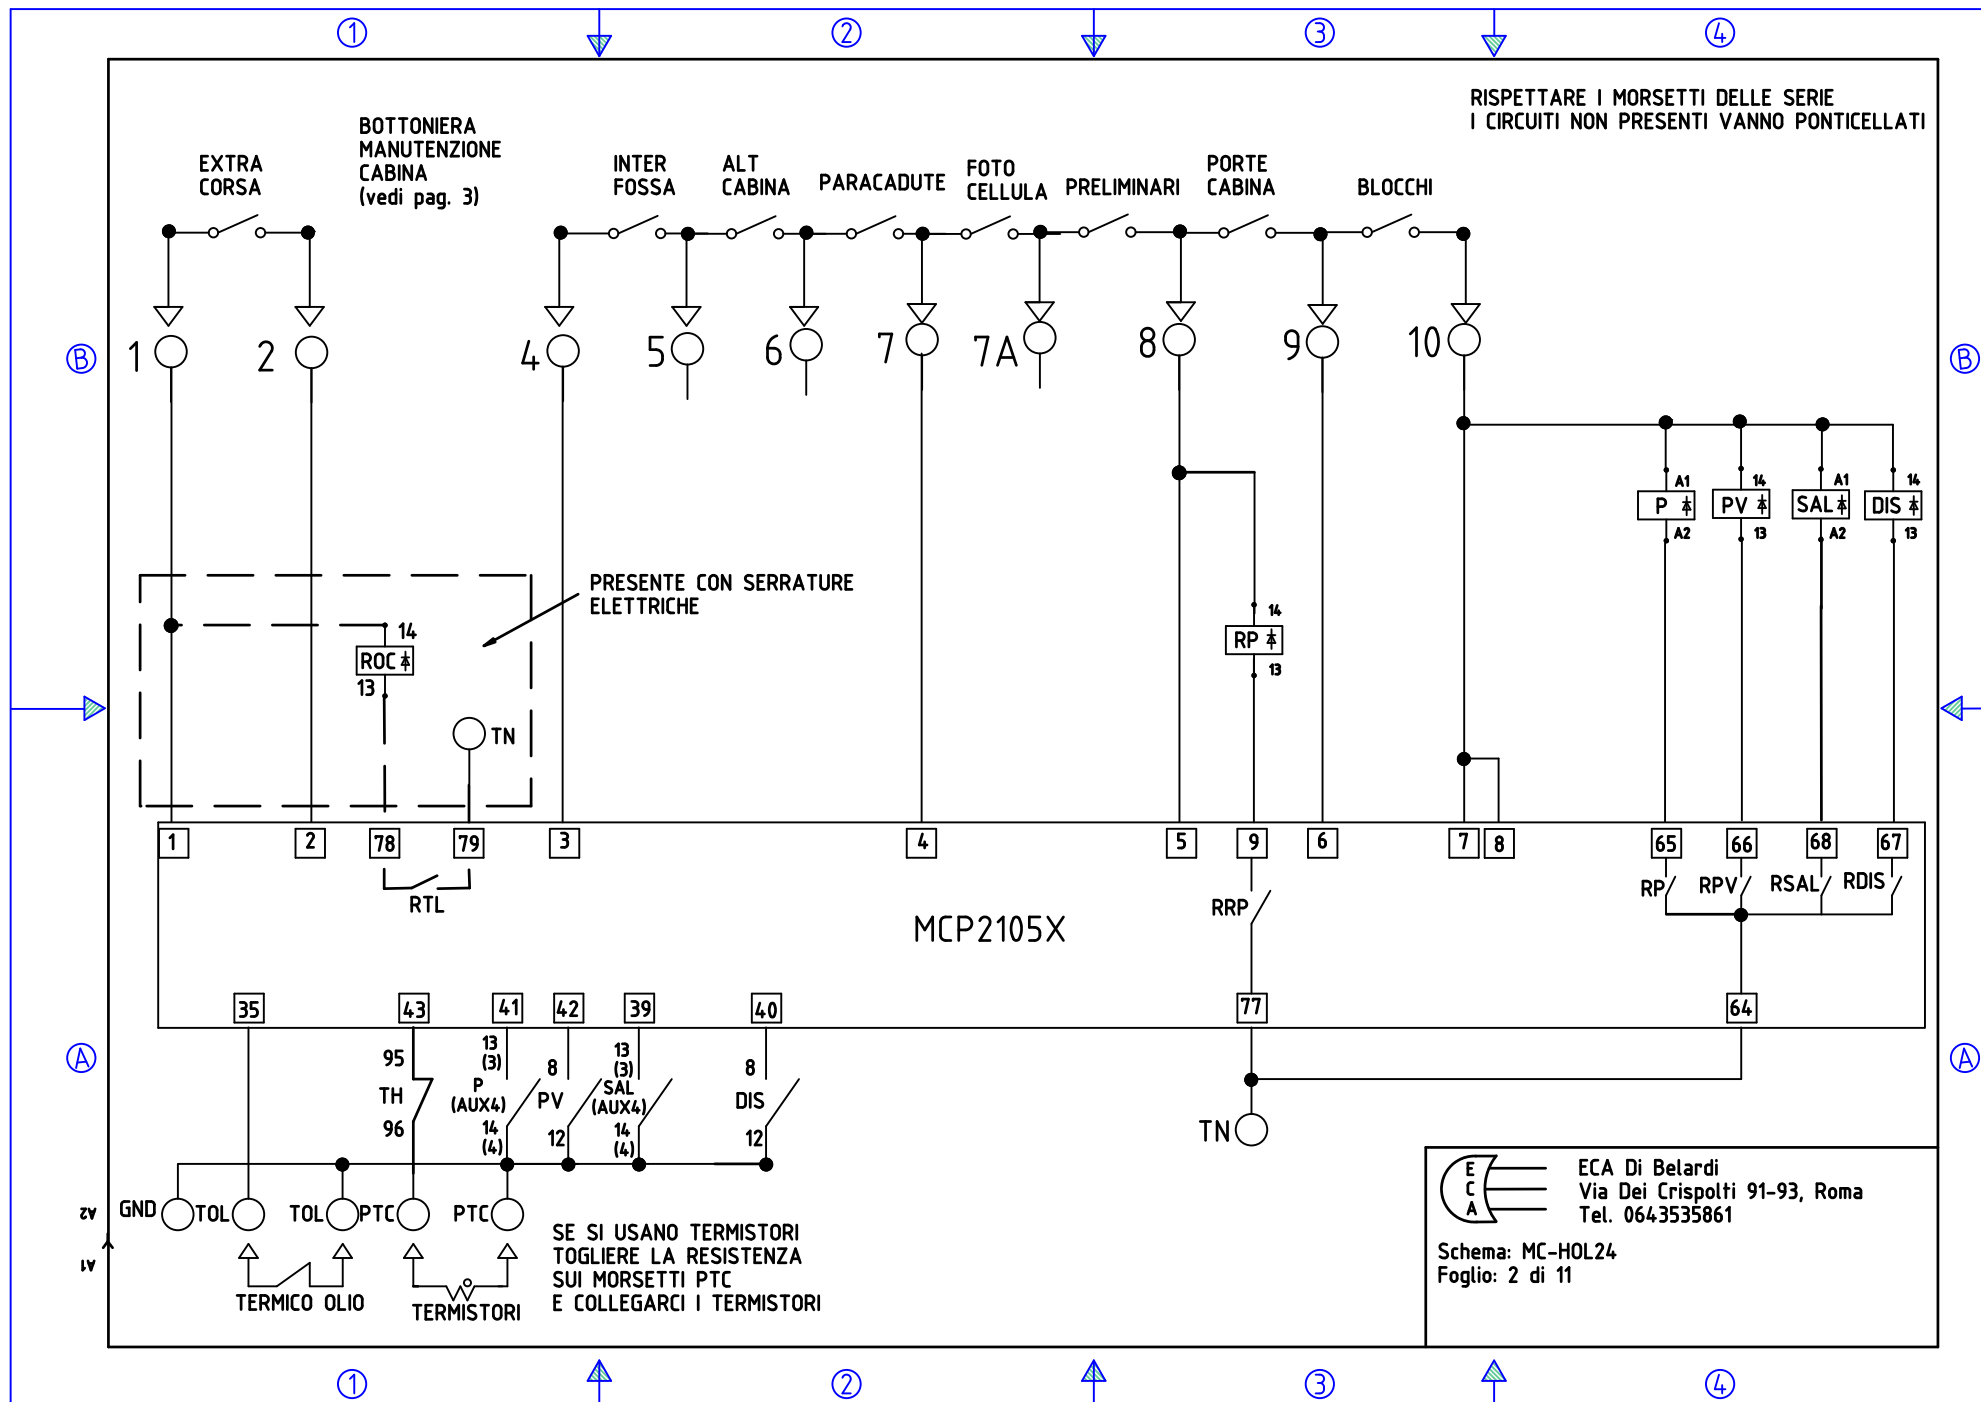 1 2 3 4
RISPETTARE I MORSETTI DELLE SERIE
I CIRCUITI NON PRESENTI VANNO PONTICELLATI
EXTRA
CORSA
BOTTONIERA
MANUTENZIONE
CABINA
(vedi pag. 3)
INTER
FOSSA
ALT
CABINA
PARACADUTE
FOTO
CELLULA
PRELIMINARI
PORTE
CABINA
BLOCCHI
B
1 2 4 5 6 7 7A 8 9 10
B
A1 14 A1 14
P PV SAL DIS
A2 13 A2 13
PRESENTE CON SERRATURE
ELETTRICHE
14
ROC
13
TN
14
RP
13
1 2 78 79 3 4 5 9 6 7 8 65 66 68 67
RTL
RRP
RP RPV RSAL RDIS
MCP2105X
35 43 41 42 39 40 77 64
A
95
TH
96
13
(3)
P
(AUX4)
14
(4)
8
PV
12
13
(3)
SAL
(AUX4)
14
(4)
8
DIS
12
A
TN
GND TOL TOL PTC PTC
A2
A1
TERMICO OLIO
TERMISTORI
SE SI USANO TERMISTORI
TOGLIERE LA RESISTENZA
SUI MORSETTI PTC
E COLLEGARCI I TERMISTORI
E
C
A
ECA Di Belardi
Via Dei Crispolti 91-93, Roma
Tel. 0643535861
Schema: MC-HOL24
Foglio: 2 di 11
1 2 3 4